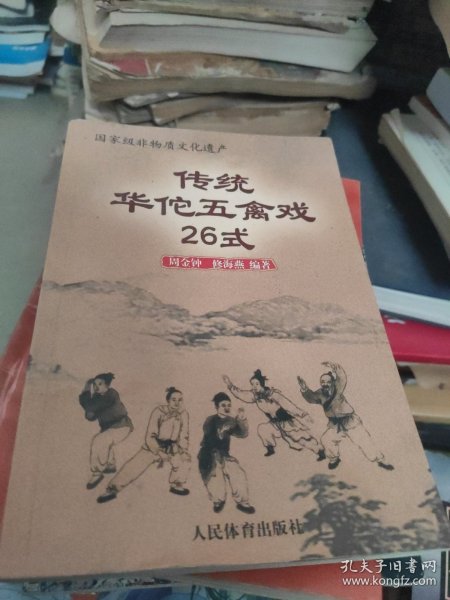 国家级非物质文化遗产
传统
华佗五禽戏
26式
周金钟 修海燕 编著
人民体育出版社
孔夫子旧书网
www.kongfz.com